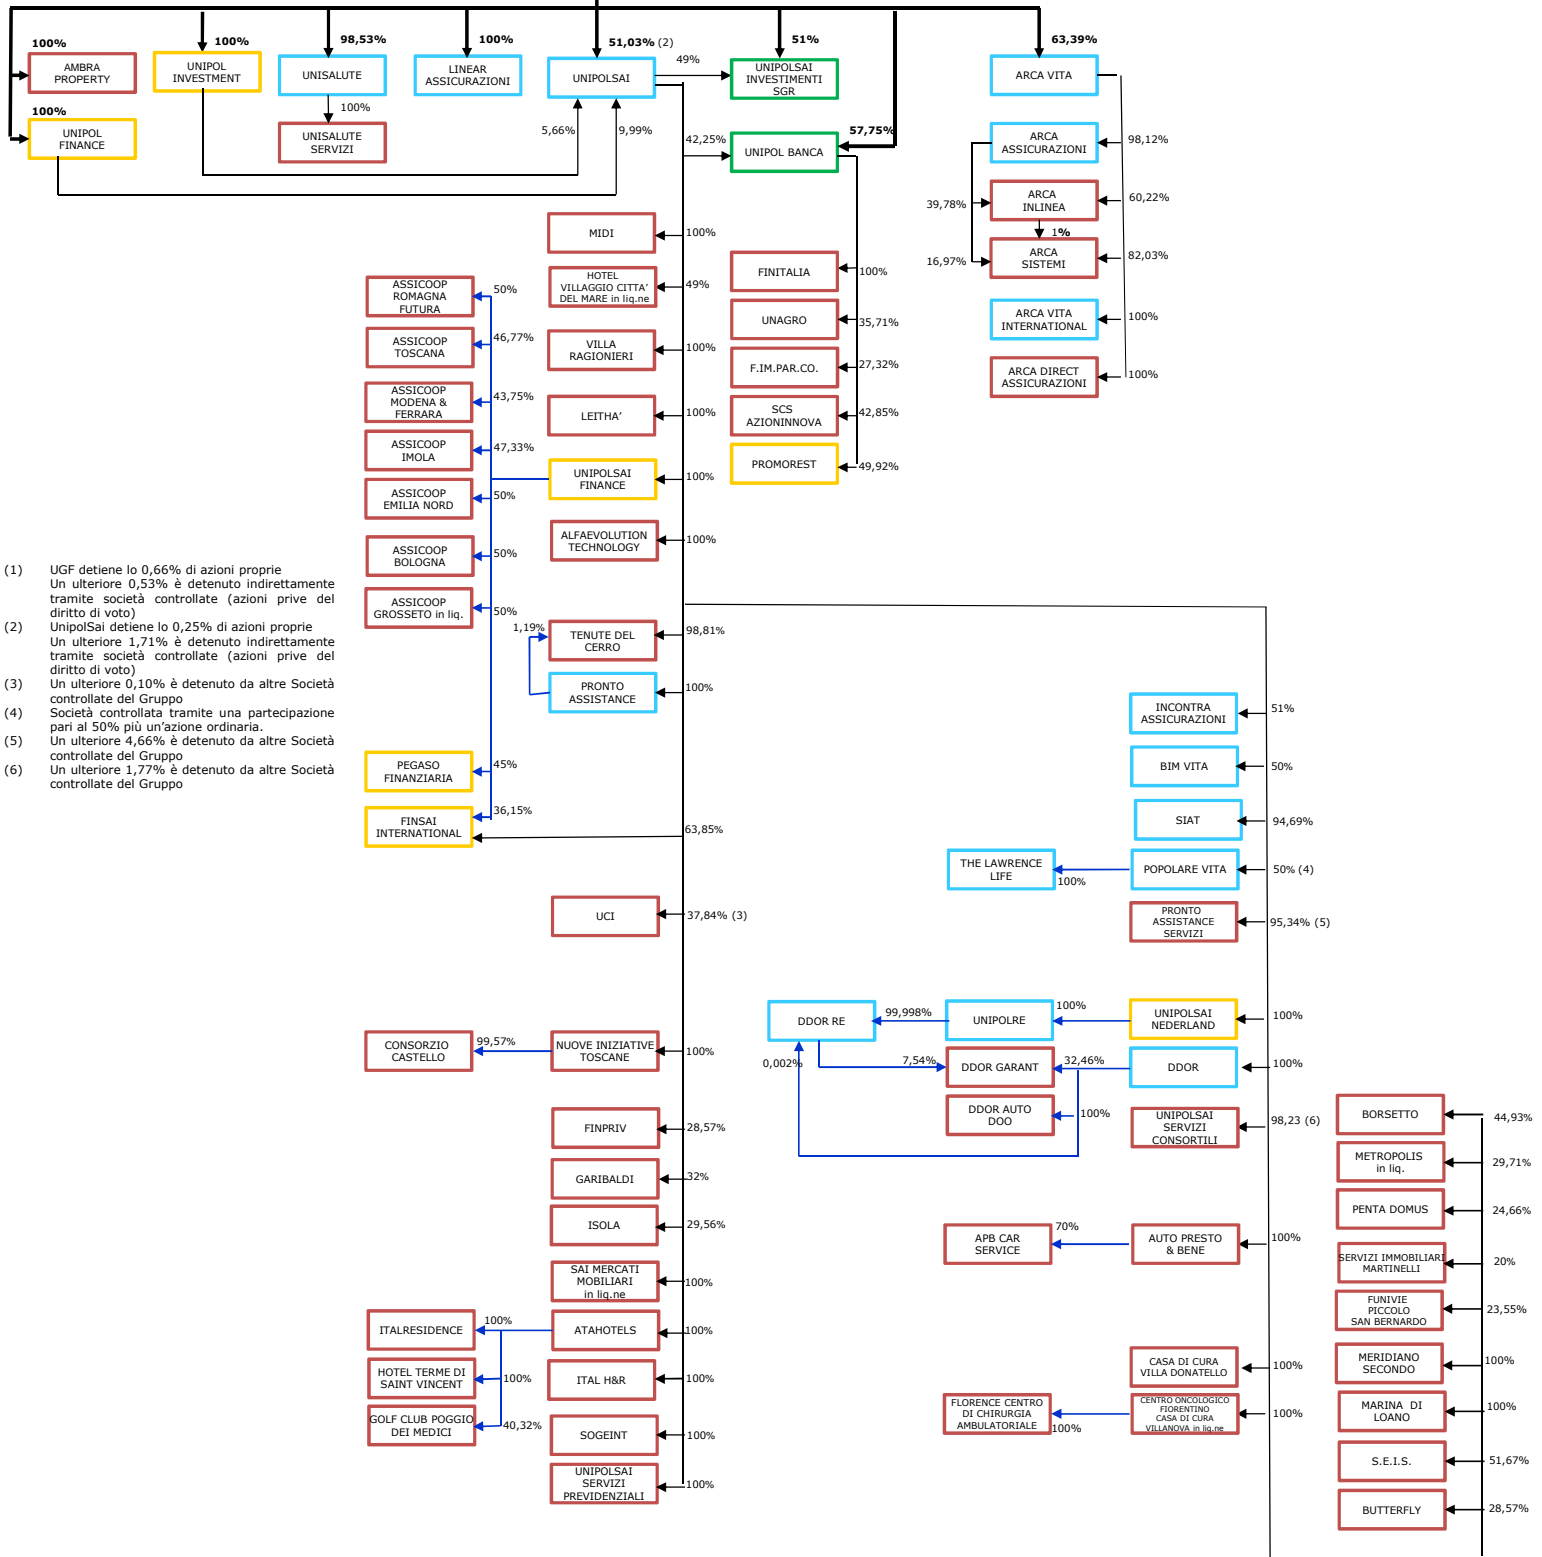 100%
100%
98,53%
100%
51,03% (2)
51%
63,39%
AMBRA
PROPERTY
UNIPOL
INVESTMENT
UNISALUTE
LINEAR
ASSICURAZIONI
UNIPOLSAI
49%
UNIPOLSAI
INVESTIMENTI
SGR
ARCA VITA
100%
UNIPOL
FINANCE
100%
UNISALUTE
SERVIZI
5,66%
9,99%
42,25%
57,75%
UNIPOL BANCA
ARCA
ASSICURAZIONI
98,12%
39,78%
ARCA
INLINEA
60,22%
1%
16,97%
ARCA
SISTEMI
82,03%
ARCA VITA
INTERNATIONAL
100%
ARCA DIRECT
ASSICURAZIONI
100%
MIDI
100%
HOTEL
VILLAGGIO CITTA’
DEL MARE in liq.ne
49%
VILLA
RAGIONIERI
100%
LEITHA’
100%
UNIPOLSAI
FINANCE
100%
ALFAEVOLUTION
TECHNOLOGY
100%
FINITALIA
100%
UNAGRO
35,71%
F.IM.PAR.CO.
27,32%
SCS
AZIONINNOVA
42,85%
PROMOREST
49,92%
ASSICOOP
ROMAGNA
FUTURA
50%
ASSICOOP
TOSCANA
46,77%
ASSICOOP
MODENA &
FERRARA
43,75%
ASSICOOP
IMOLA
47,33%
ASSICOOP
EMILIA NORD
50%
ASSICOOP
BOLOGNA
50%
ASSICOOP
GROSSETO in liq.
50%
(1) UGF detiene lo 0,66% di azioni proprie
Un ulteriore 0,53% è detenuto indirettamente
tramite società controllate (azioni prive del
diritto di voto)
(2) UnipolSai detiene lo 0,25% di azioni proprie
Un ulteriore 1,71% è detenuto indirettamente
tramite società controllate (azioni prive del
diritto di voto)
(3) Un ulteriore 0,10% è detenuto da altre Società
controllate del Gruppo
(4) Società controllata tramite una partecipazione
pari al 50% più un’azione ordinaria.
(5) Un ulteriore 4,66% è detenuto da altre Società
controllate del Gruppo
(6) Un ulteriore 1,77% è detenuto da altre Società
controllate del Gruppo
1,19%
TENUTE DEL
CERRO
98,81%
PRONTO
ASSISTANCE
100%
PEGASO
FINANZIARIA
45%
FINSAI
INTERNATIONAL
36,15%
63,85%
INCONTRA
ASSICURAZIONI
51%
BIM VITA
50%
SIAT
94,69%
THE LAWRENCE
LIFE
100%
POPOLARE VITA
50% (4)
PRONTO
ASSISTANCE
SERVIZI
95,34% (5)
UCI
37,84% (3)
DDOR RE
99,998%
UNIPOLRE
100%
UNIPOLSAI
NEDERLAND
100%
CONSORZIO
CASTELLO
99,57%
NUOVE INIZIATIVE
TOSCANE
100%
0,002%
7,54%
DDOR GARANT
32,46%
DDOR
100%
DDOR AUTO
DOO
100%
UNIPOLSAI
SERVIZI
CONSORTILI
98,23 (6)
FINPRIV
28,57%
GARIBALDI
32%
ISOLA
29,56%
SAI MERCATI
MOBILIARI
in liq.ne
100%
ITALRESIDENCE
100%
ATAHOTELS
100%
HOTEL TERME DI
SAINT VINCENT
100%
ITAL H&R
100%
GOLF CLUB POGGIO
DEI MEDICI
40,32%
SOGEINT
100%
UNIPOLSAI
SERVIZI
PREVIDENZIALI
100%
APB CAR
SERVICE
70%
AUTO PRESTO
& BENE
100%
CASA DI CURA
VILLA DONATELLO
100%
FLORENCE CENTRO
DI CHIRURGIA
AMBULATORIALE
100%
CENTRO ONCOLOGICO
FIORENTINO
CASA DI CURA
VILLANOVA in liq.ne
100%
BORSETTO
44,93%
METROPOLIS
in liq.
29,71%
PENTA DOMUS
24,66%
SERVIZI IMMOBILIARI
MARTINELLI
20%
FUNIVIE
PICCOLO
SAN BERNARDO
23,55%
MERIDIANO
SECONDO
100%
MARINA DI
LOANO
100%
S.E.I.S.
51,67%
BUTTERFLY
28,57%